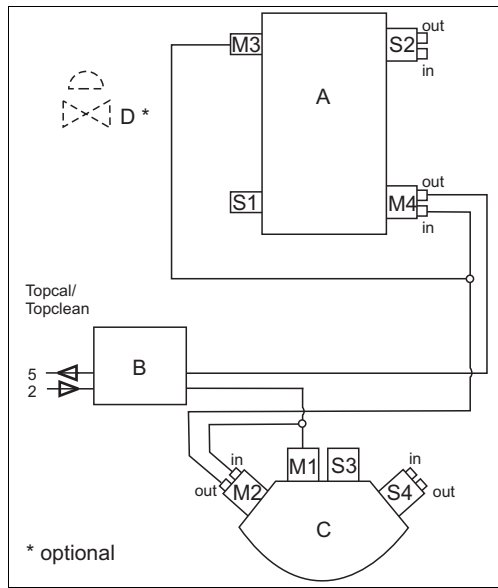 out
M3
S2
in
A
D *
out
S1
M4
in
Topcal/
Topclean
5
B
2
in
M1
S3
in
out
M2
S4
out
C
* optional